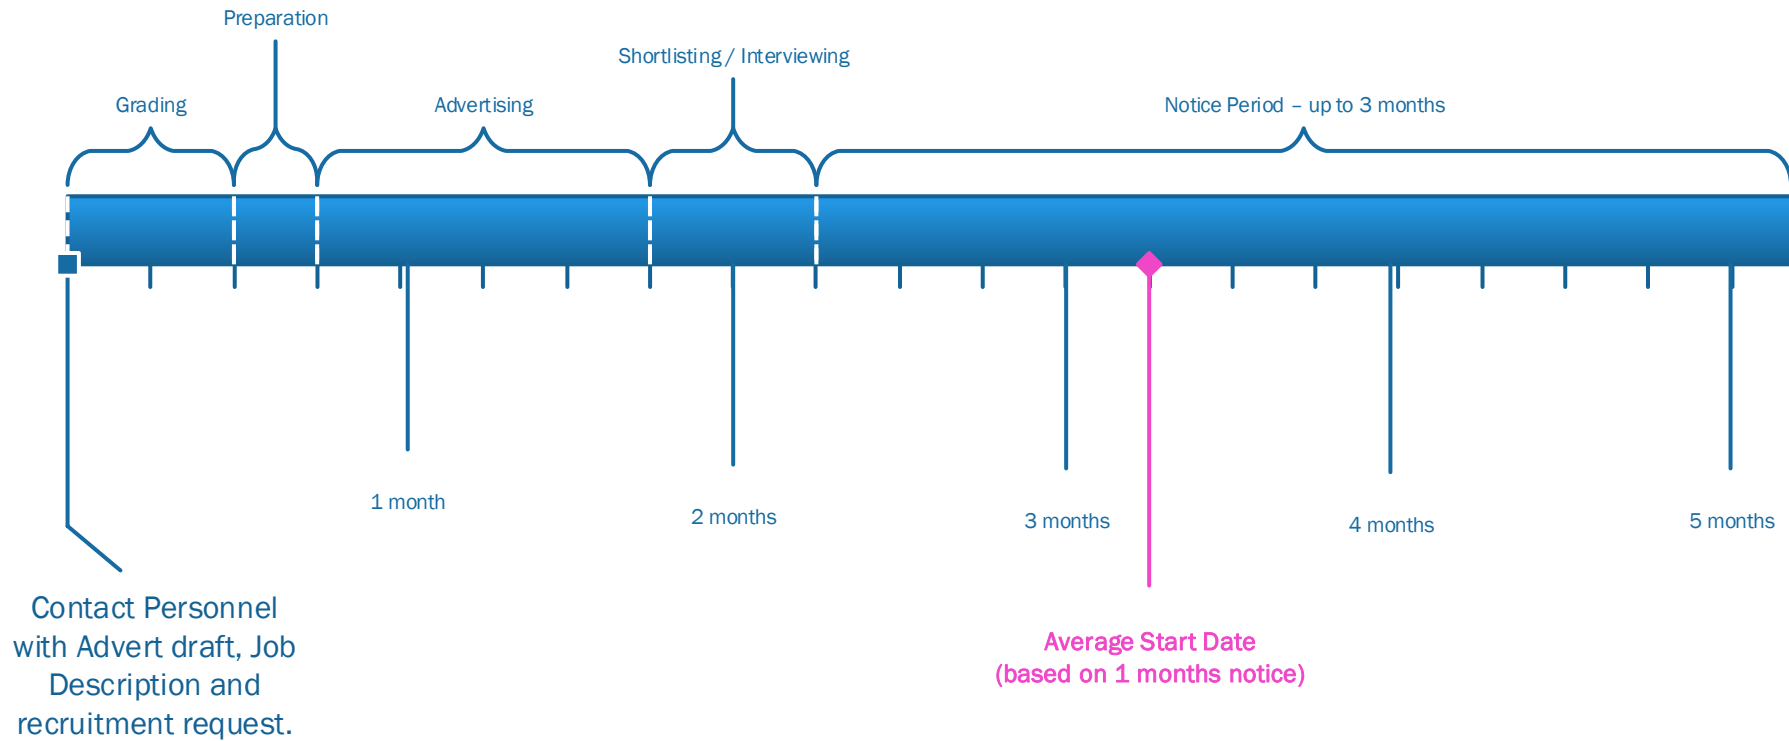 Preparation
Shortlisting / Interviewing
Grading
Advertising
Notice Period – up to 3 months
1 month
2 months
3 months
4 months
5 months
Contact Personnel
with Advert draft, Job
Description and
recruitment request.
Average Start Date
(based on 1 months notice)